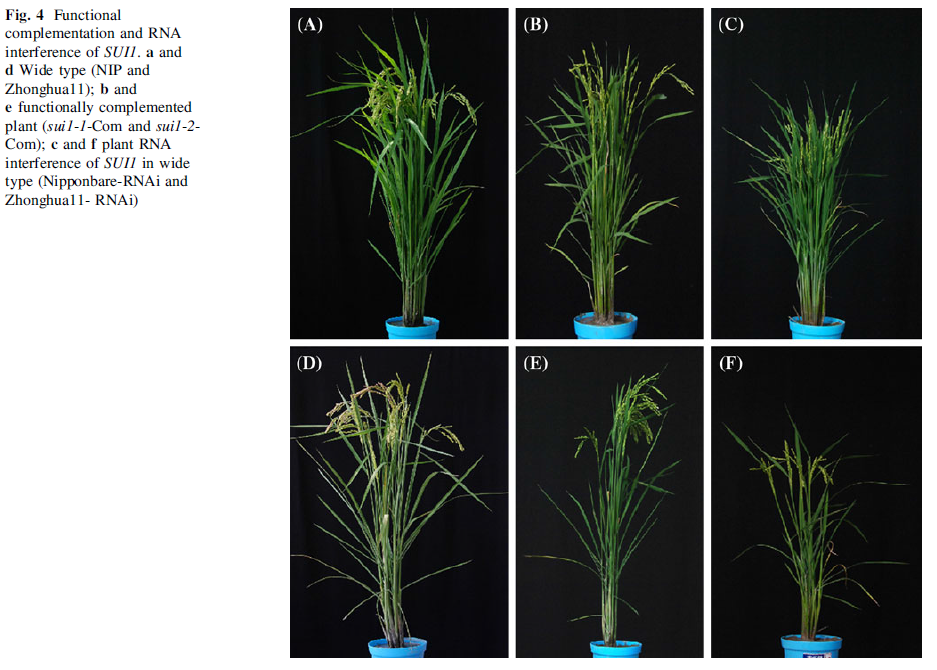 Fig. 4 Functional
complementation and RNA
interference of SUI1. a and
d Wide type (NIP and
Zhonghua11); b and
e functionally complemented
plant (sui1-1-Com and sui1-2-
Com); c and f plant RNA
interference of SUI1 in wide
type (Nipponbare-RNAi and
Zhonghua11- RNAi)
(A)
(B)
(C)
(D)
(E)
(F)